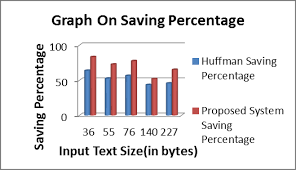 Graph On Saving Percentage
Saving Percentage
100
50
0
36 55 76 140 227
Input Text Size(in bytes)
Huffman Saving
Percentage
Proposed System
Saving
Percentage